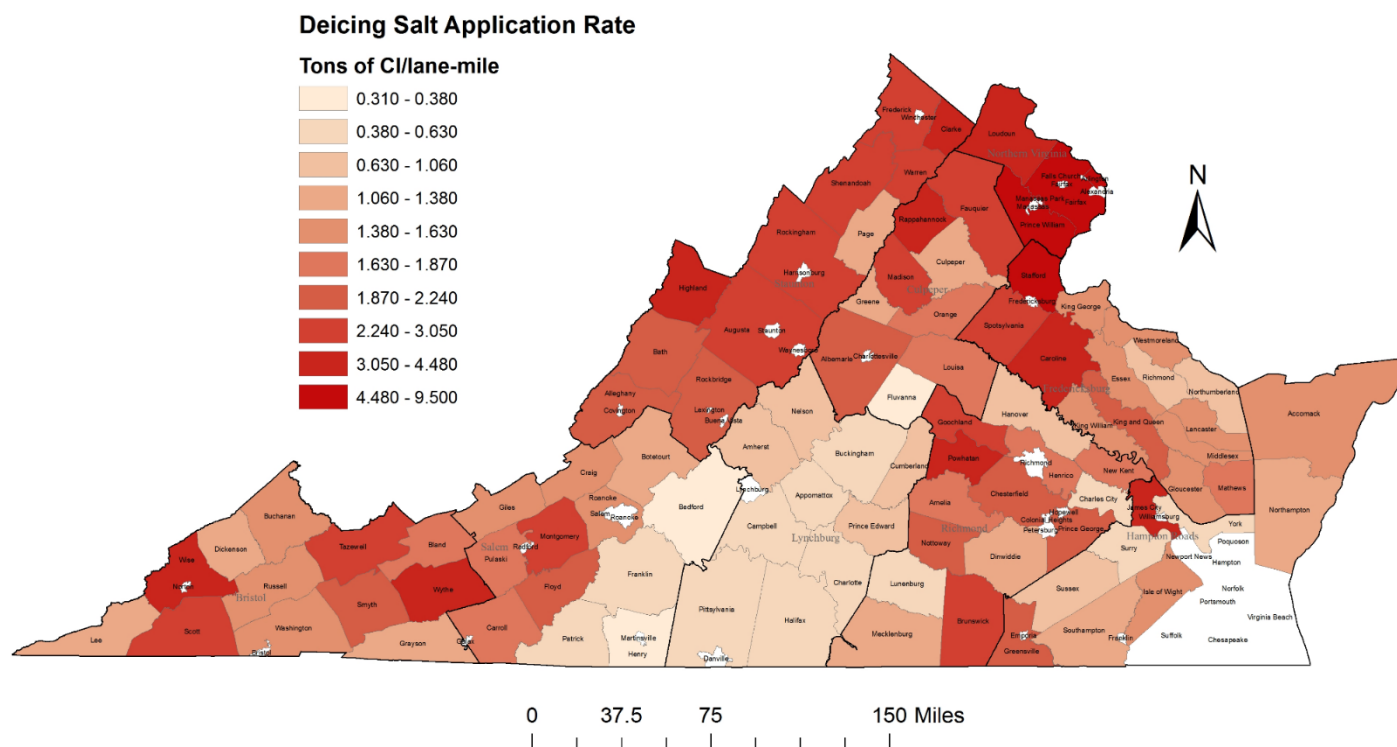 Deicing Salt Application Rate
Tons of Cl/lane-mile
0.310 - 0.380
0.380 - 0.630
0.630 - 1.060
1.060 - 1.380
1.380 - 1.630
1.630 - 1.870
1.870 - 2.240
2.240 - 3.050
3.050 - 4.480
4.480 - 9.500
N
Frederick
Winchester
Clarke
Loudoun
Northern Virginia
Falls Church
Fairfax
Alexandria
Manassas Park
Fairfax
Prince William
Warren
Shenandoah
Fauquier
Rappahannock
Page
Rockingham
Culpeper
Madison
Culpeper
Harrisonburg
Stafford
Highland
Greene
Fredericksburg
King George
Orange
Spotsylvania
Augusta
Staunton
Westmoreland
Waynesboro
Albemarle
Charlottesville
Caroline
Bath
Louisa
Essex
Richmond
Rockbridge
Fredericksburg
Northumberland
Alleghany
Fluvanna
Covington
Lexington
Buena Vista
Nelson
Hanover
King William
King and Queen
Lancaster
Accomack
Goochland
Amherst
Buckingham
Cumberland
Powhatan
Richmond
Henrico
New Kent
Middlesex
Botetourt
Craig
Gloucester
Mathews
Giles
Roanoke
Salem
Roanoke
Bedford
Lynchburg
Appomattox
Amelia
Chesterfield
Charles City
James City
Williamsburg
Northampton
Buchanan
Campbell
Prince Edward
Colonial Heights
Hopewell
Petersburg
Prince George
York
Richmond
Hampton Roads
Poquoson
Dickenson
Tazewell
Bland
Salem
Radford
Montgomery
Pulaski
Lynchburg
Nottoway
Dinwiddie
Surry
Newport News
Hampton
Wise
Norton
Russell
Bristol
Smyth
Wythe
Floyd
Franklin
Charlotte
Lunenburg
Sussex
Isle of Wight
Norfolk
Portsmouth
Virginia Beach
Lee
Scott
Washington
Bristol
Grayson
Carroll
Patrick
Martinsville
Henry
Pittsylvania
Danville
Halifax
Mecklenburg
Brunswick
Emporia
Greensville
Southampton
Franklin
Suffolk
Chesapeake
0 37.5 75 150 Miles